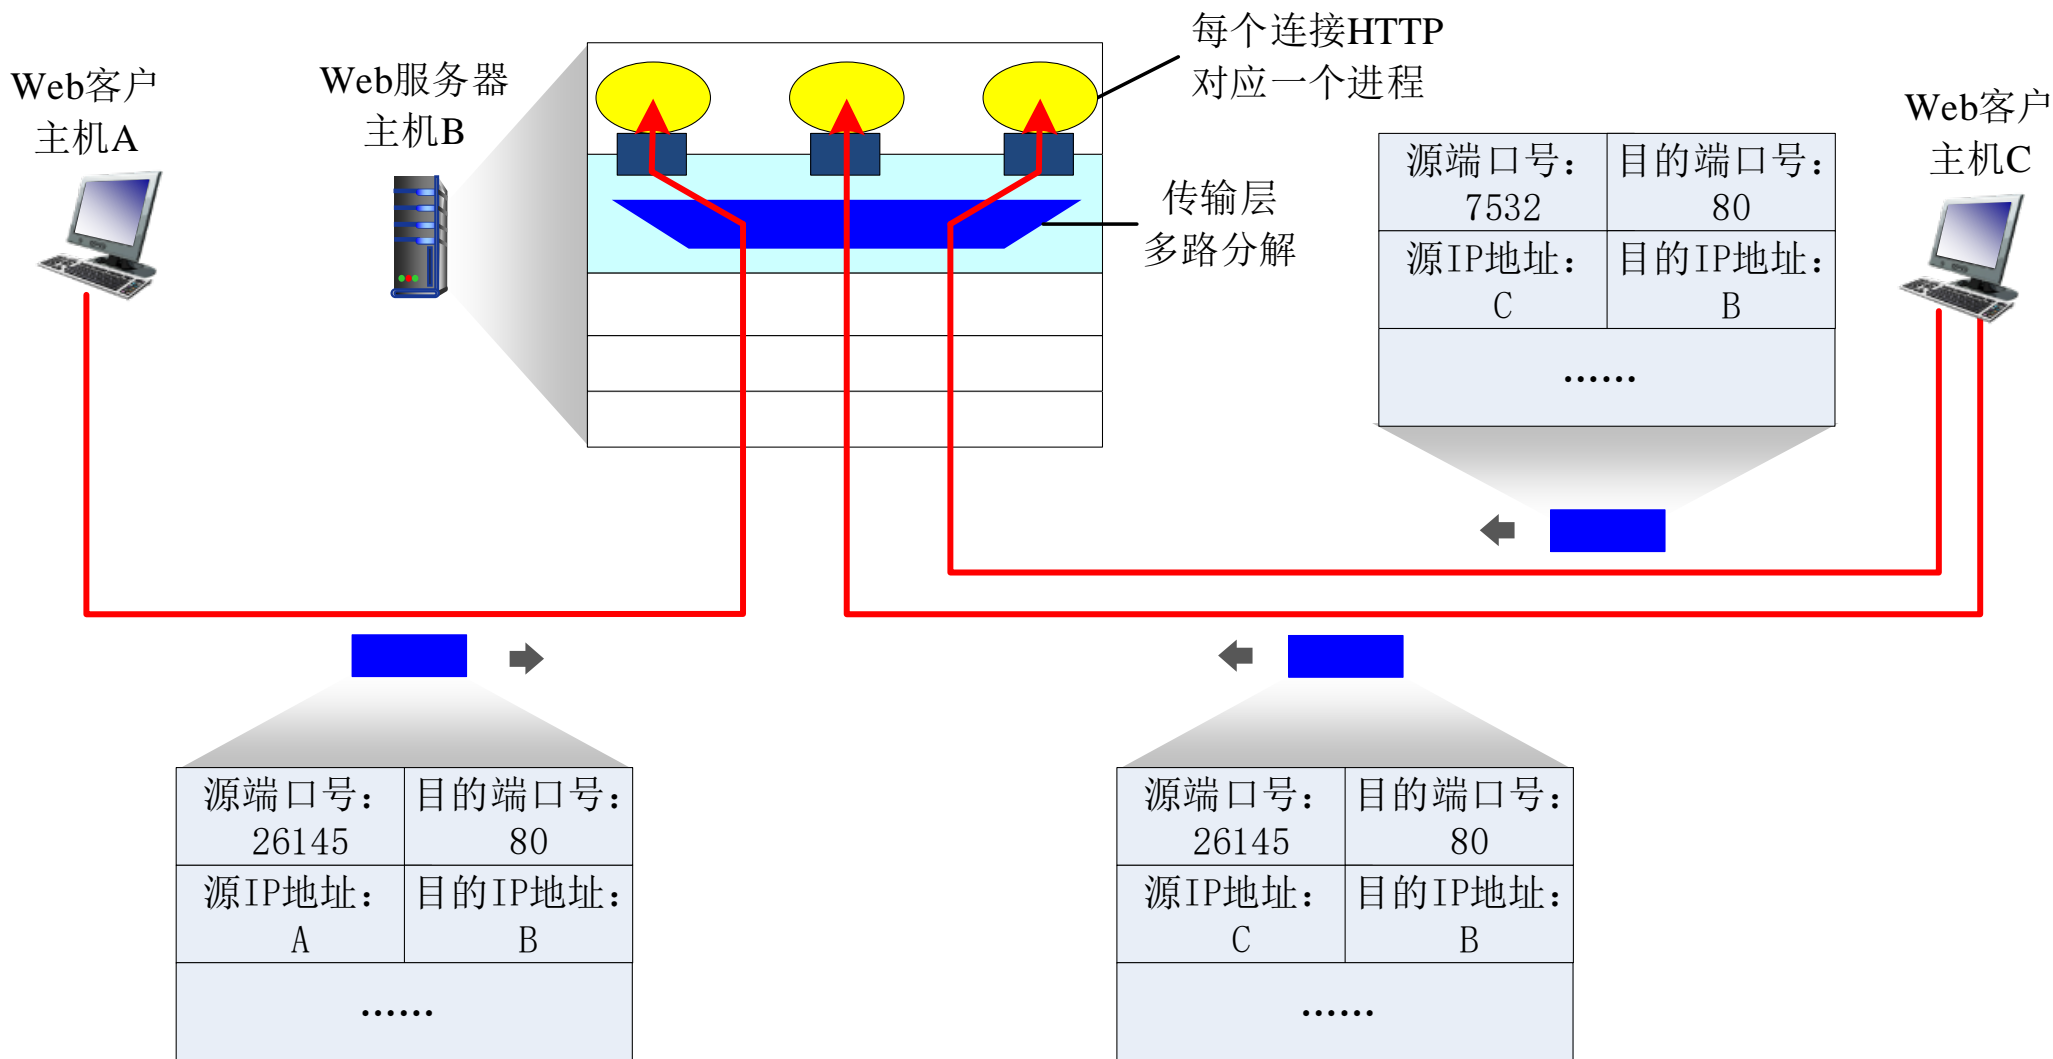 Web客户
主机A
Web服务器
主机B
每个连接HTTP
对应一个进程
传输层
多路分解
Web客户
主机C
源端口号：
7532
目的端口号：
80
源IP地址：
C
目的IP地址：
B
……
源端口号：
26145
目的端口号：
80
源IP地址：
A
目的IP地址：
B
……
源端口号：
26145
目的端口号：
80
源IP地址：
C
目的IP地址：
B
……